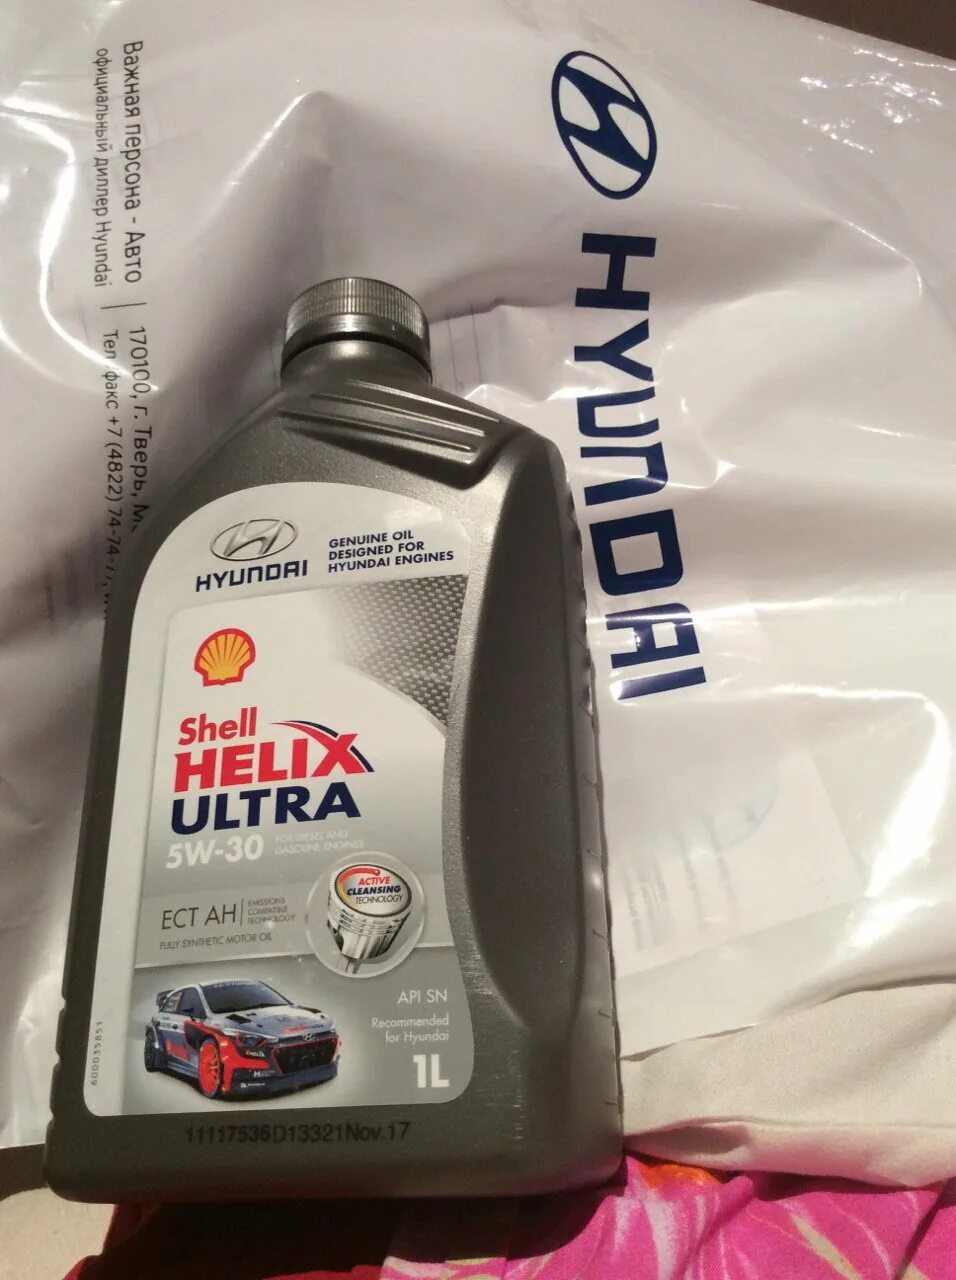 Важная персона - Авто
официальный диллер Hyundai
170100, г. Тверь,
факс +7 (4822) 74-74-
HYUNDAI
HYUNDAI
GENUINE OIL
DESIGNED FOR
HYUNDAI ENGINES
Shell
HELIX
ULTRA
5W-30
FOR DIESEL AND
GASOLINE ENGINES
ACTIVE
CLEANSING
TECHNOLOGY
ECT AH
EMISSIONS
COMPATIBLE
TECHNOLOGY
FULLY SYNTHETIC MOTOR OIL
API SN
Recommended
for Hyundai
1L
600035851
11117536D13321Nov.17